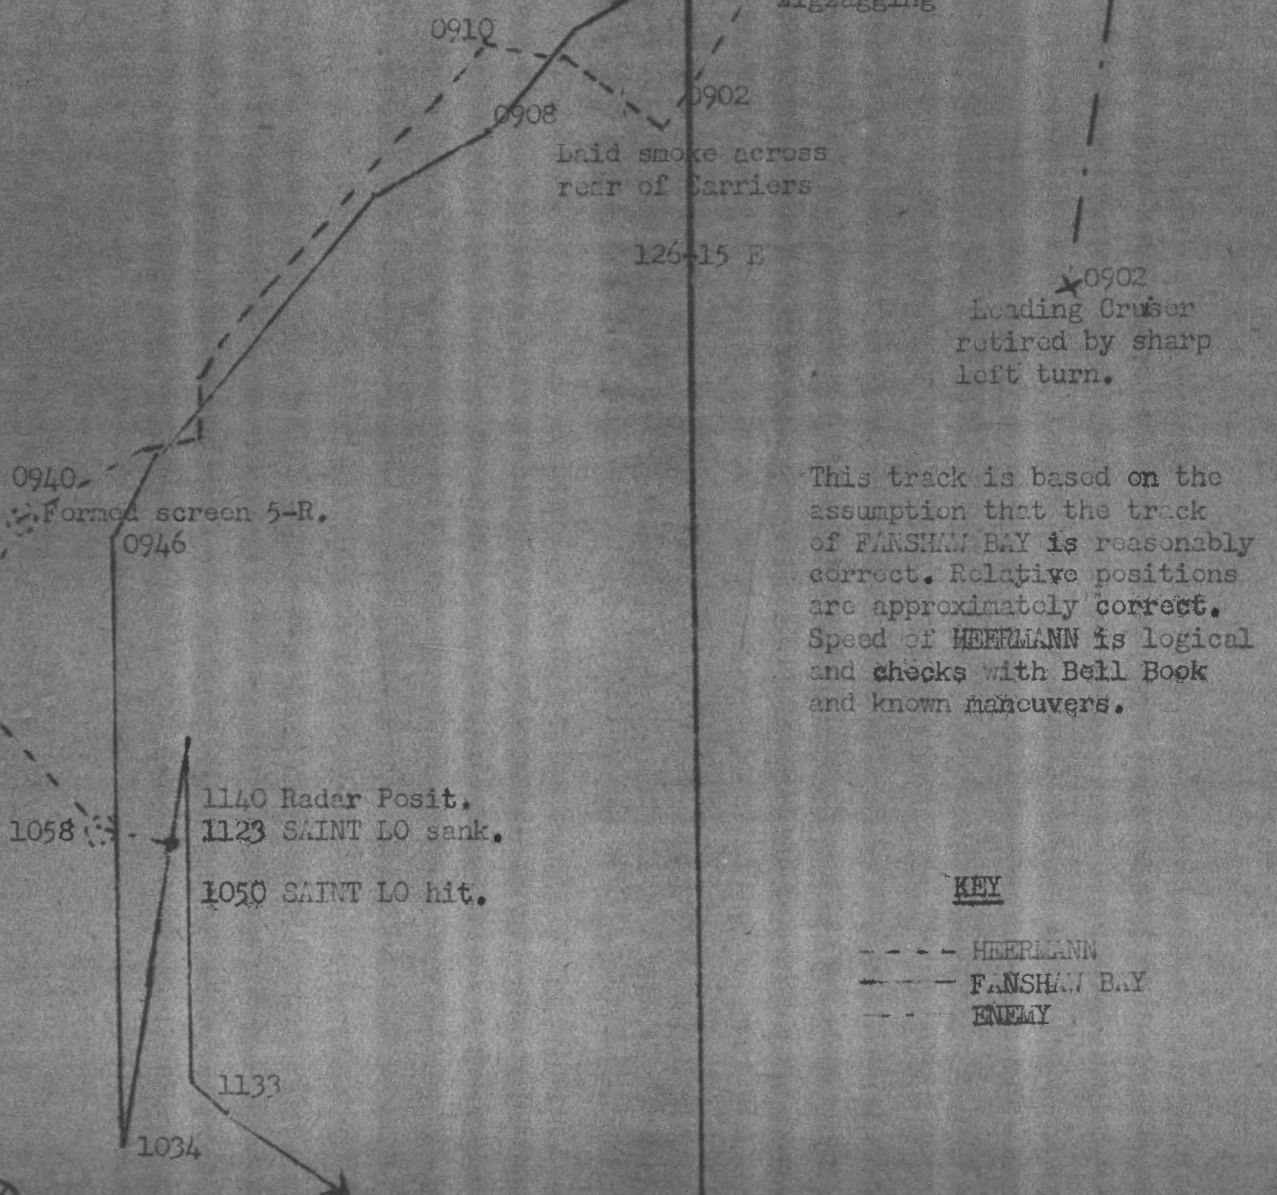 zigzagging
0910
0902
0908
Laid smoke across
rear of Carriers
126-15 E
0902
Leading Cruiser
retired by sharp
left turn.
0940
Formed screen 5-R.
0946
This track is based on the
assumption that the track
of FANSHAW BAY is reasonably
correct. Relative positions
are approximately correct.
Speed of HEERMANN is logical
and checks with Bell Book
and known maneuvers.
1140 Radar Posit.
1058
1123 SAINT LO sank.
1050 SAINT LO hit.
KEY
HEERMANN
FANSHAW BAY
ENEMY
1133
1034